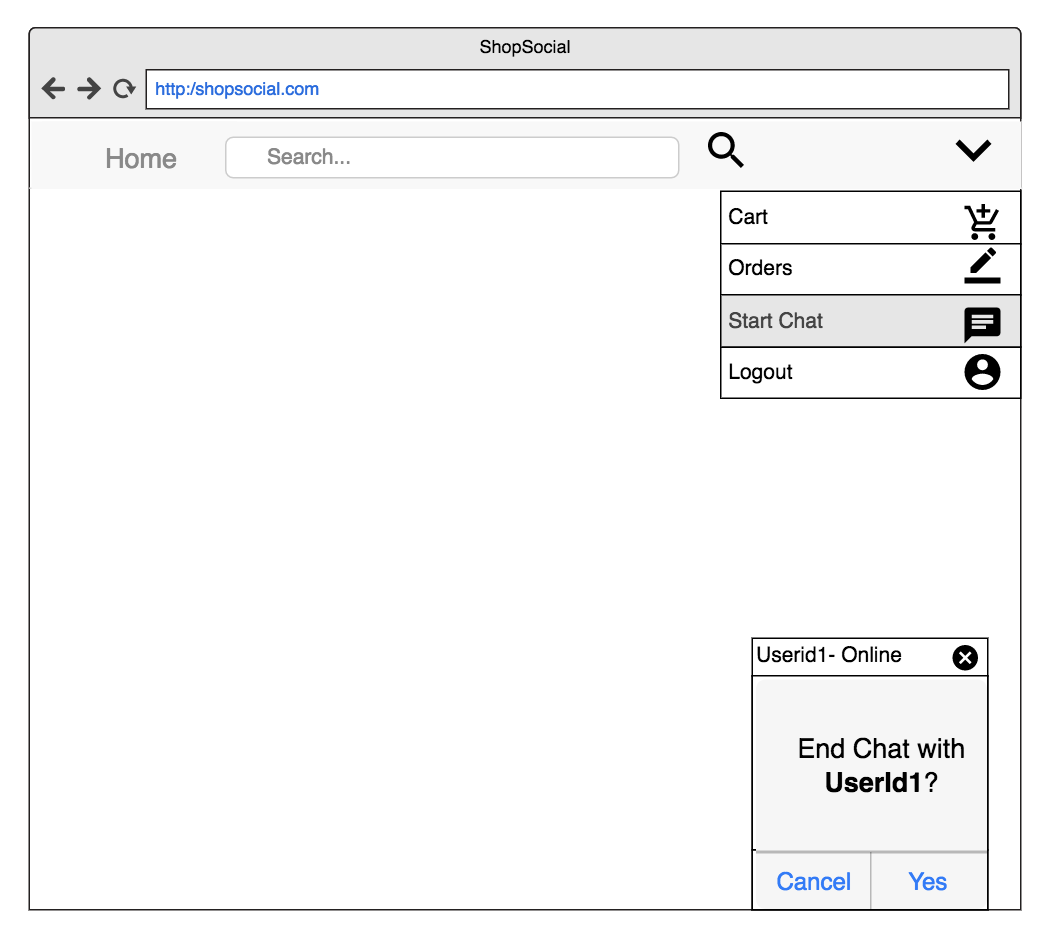 ShopSocial
http:/shopsocial.com
Home
Search...
Cart
Orders
Start Chat
Logout
Userid1- Online
End Chat with
UserId1?
Cancel
Yes